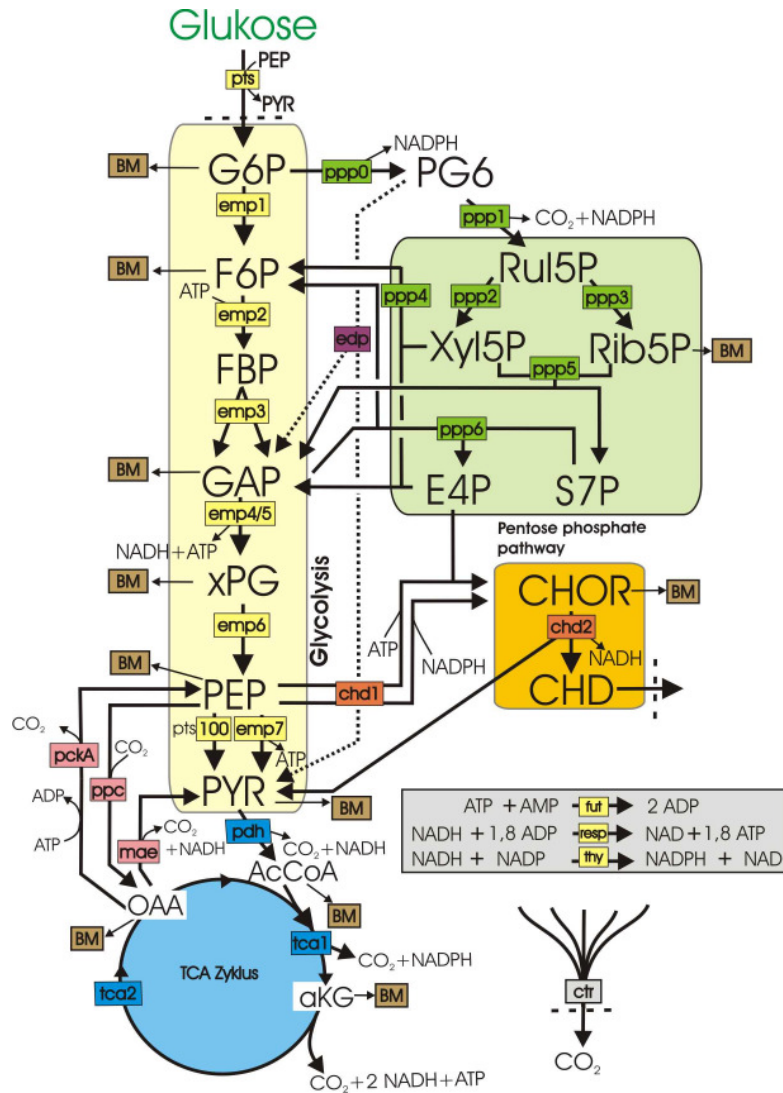 Glukose
PEP
pts
PYR
NADPH
BM
G6P
ppp0
PG6
emp1
ppp1
CO₂+NADPH
BM
F6P
Rul5P
ATP
emp2
ppp4
ppp2
ppp3
edp
Xyl5P
Rib5P
BM
FBP
ppp5
emp3
ppp6
BM
GAP
E4P
S7P
emp4/5
NADH+ATP
Pentose phosphate
pathway
BM
xPG
Glycolysis
CHOR
BM
emp6
ATP
NADPH
chd2
NADH
BM
PEP
chd1
CHD
CO₂
pckA
CO₂
pts
100
emp7
ATP
ppc
ADP
PYR
BM
ATP
mae
CO₂
+NADH
pdh
CO₂+NADH
AcCoA
ATP +AMP fut 2 ADP
NADH +1,8 ADP resp NAD+1,8 ATP
NADH + NADP thy NADPH + NAD
OAA
BM
BM
tca1
CO₂+NADPH
TCA Zyklus
tca2
aKG
BM
ctr
CO₂+2 NADH+ATP
CO₂